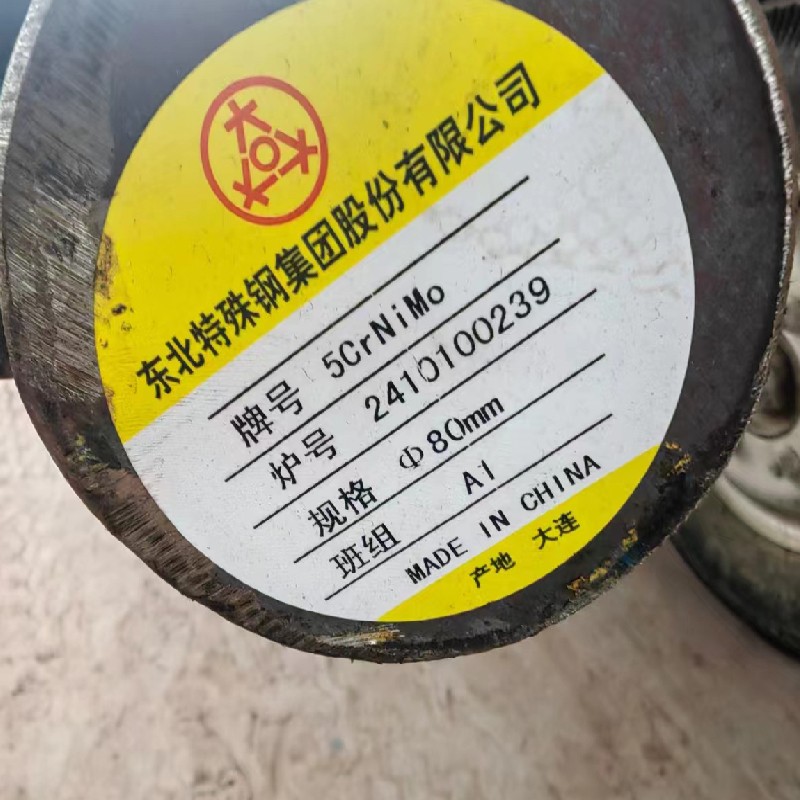 东北特殊钢集团股份有限公司
牌号 5CrNiMo
炉号 2410100239
规格 Φ80mm
班组 A1
MADE IN CHINA
产地 大连